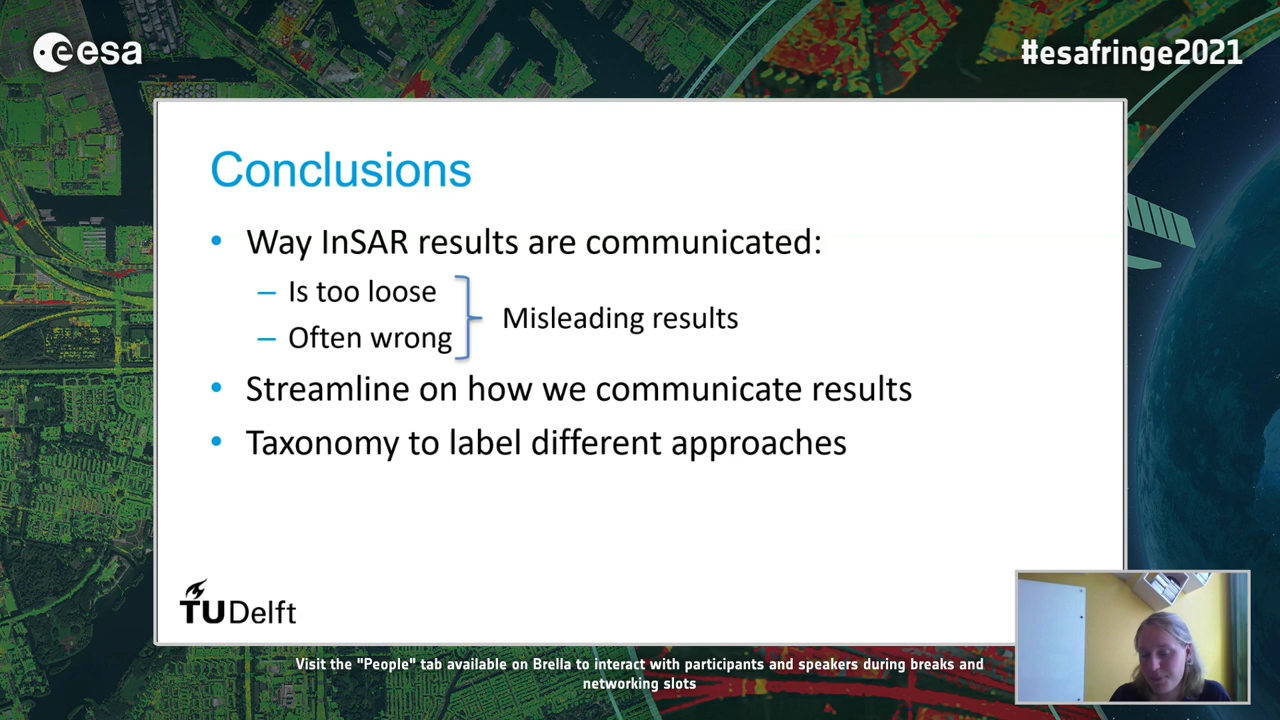 esa
#esafringe2021
Conclusions
• Way InSAR results are communicated:
– Is too loose
– Often wrong
Misleading results
• Streamline on how we communicate results
• Taxonomy to label different approaches
TUDelft
Visit the "People" tab available on Brella to interact with participants and speakers during breaks and
networking slots